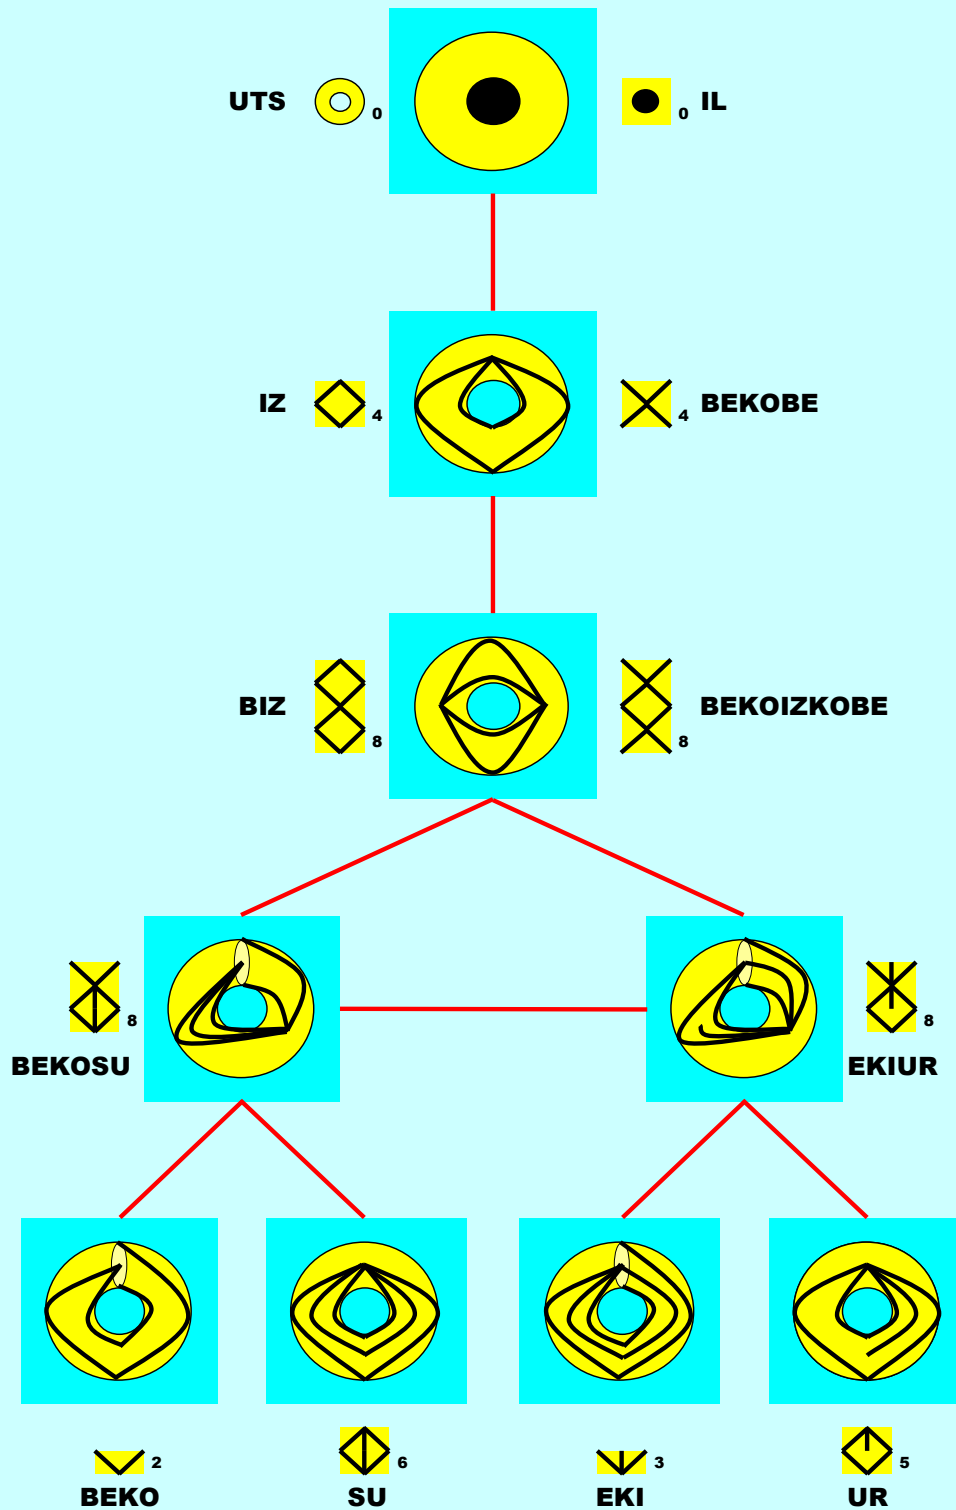 UTS 0 0 IL
IZ 4 4 BEKOBE
BIZ 8 8 BEKOIZKOBE
8 8
BEKOSU EKIUR
2 6 3 5
BEKO SU EKI UR